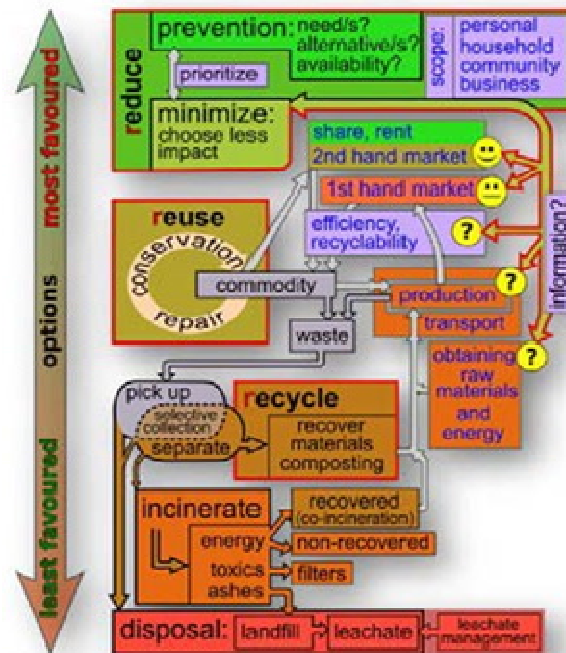 most favoured
options
least favoured
reduce
prevention:
need/s?
alternative/s?
availability?
prioritize
scope:
personal
household
community
business
minimize:
choose less
impact
share, rent
2nd hand market
1st hand market
efficiency,
recyclability
?
information?
reuse
conservation
repair
commodity
production
?
transport
waste
obtaining
?
raw
materials
and
energy
pick up
selective
collection
separate
recycle
recover
materials
composting
incinerate
energy
toxics
ashes
recovered
(co-incineration)
non-recovered
filters
disposal:
landfill
leachate
leachate
management